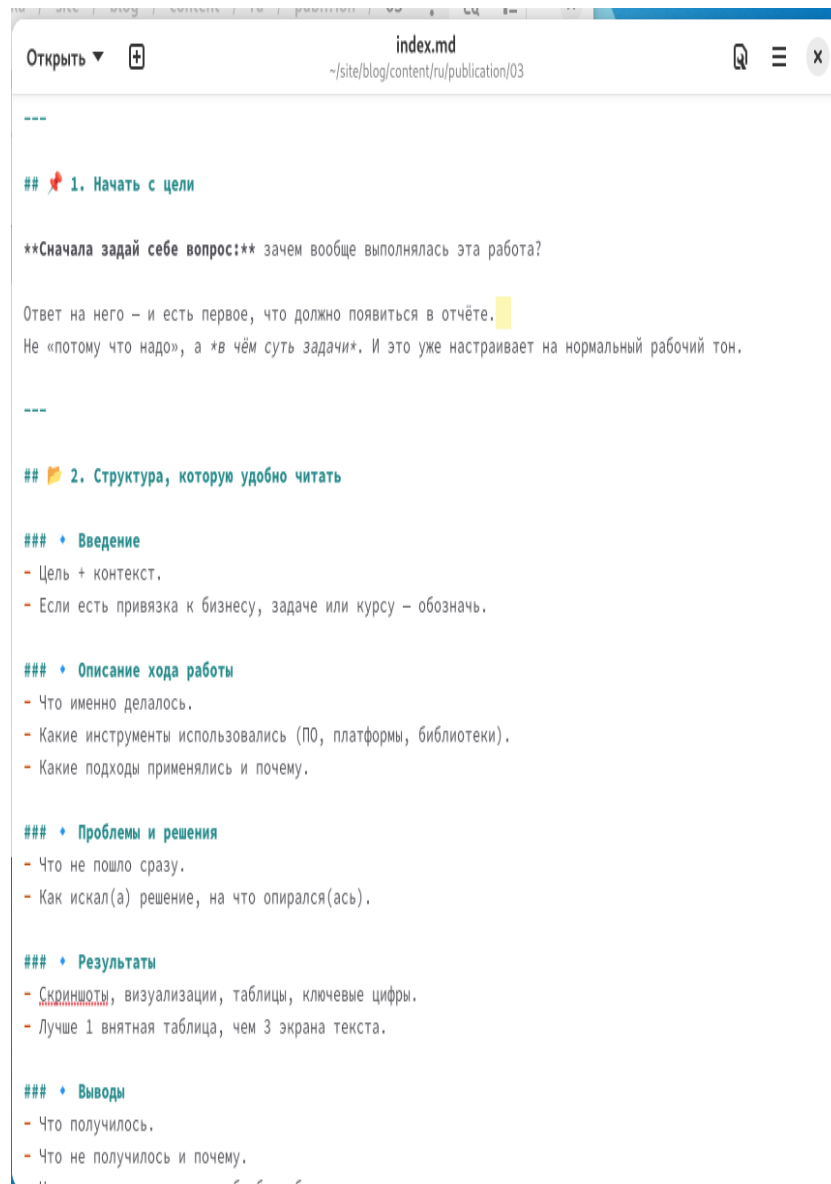 Открыть
index.md
~/site/blog/content/ru/publication/03
---
## 📌 1. Начать с цели
**Сначала задай себе вопрос:** зачем вообще выполнялась эта работа?
Ответ на него — и есть первое, что должно появиться в отчёте.
Не «потому что надо», а *в чём суть задачи*. И это уже настраивает на нормальный рабочий тон.
---
## 📂 2. Структура, которую удобно читать
### 🔹 Введение
- Цель + контекст.
- Если есть привязка к бизнесу, задаче или курсу — обозначь.
### 🔹 Описание хода работы
- Что именно делалось.
- Какие инструменты использовались (ПО, платформы, библиотеки).
- Какие подходы применялись и почему.
### 🔹 Проблемы и решения
- Что не пошло сразу.
- Как искал(а) решение, на что опирался(ась).
### 🔹 Результаты
- Скриншоты, визуализации, таблицы, ключевые цифры.
- Лучше 1 внятная таблица, чем 3 экрана текста.
### 🔹 Выводы
- Что получилось.
- Что не получилось и почему.